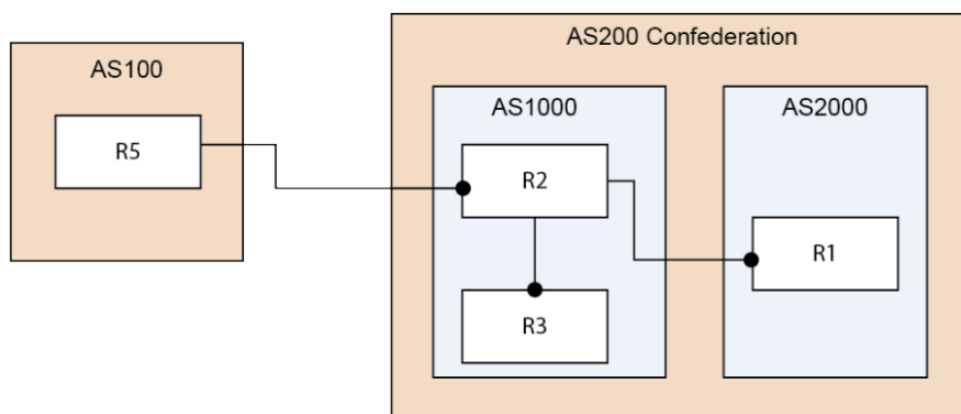 AS200 Confederation
AS100
AS1000
AS2000
R5
R2
R1
R3